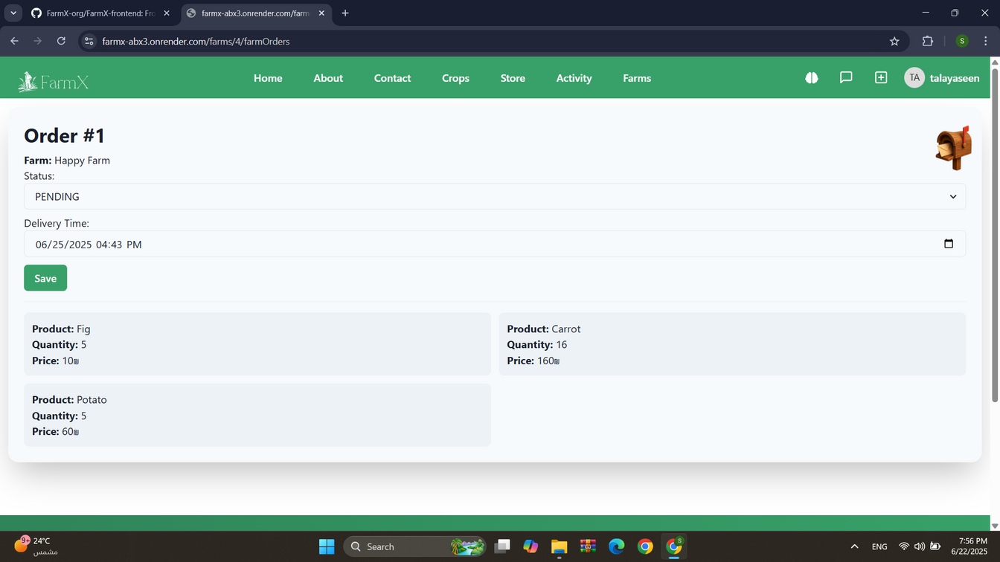 FarmX-org/FarmX-frontend: Fro
farmx-abx3.onrender.com/farm
farmx-abx3.onrender.com/farms/4/farmOrders
S
FarmX
Home
About
Contact
Crops
Store
Activity
Farms
TA
talayaseen
Order #1
Farm: Happy Farm
Status:
PENDING
Delivery Time:
06/25/2025 04:43 PM
Save
Product: Fig
Quantity: 5
Price: 10₪
Product: Carrot
Quantity: 16
Price: 160₪
Product: Potato
Quantity: 5
Price: 60₪
9+
24°C
مشمس
Search
S
ENG
7:56 PM
6/22/2025